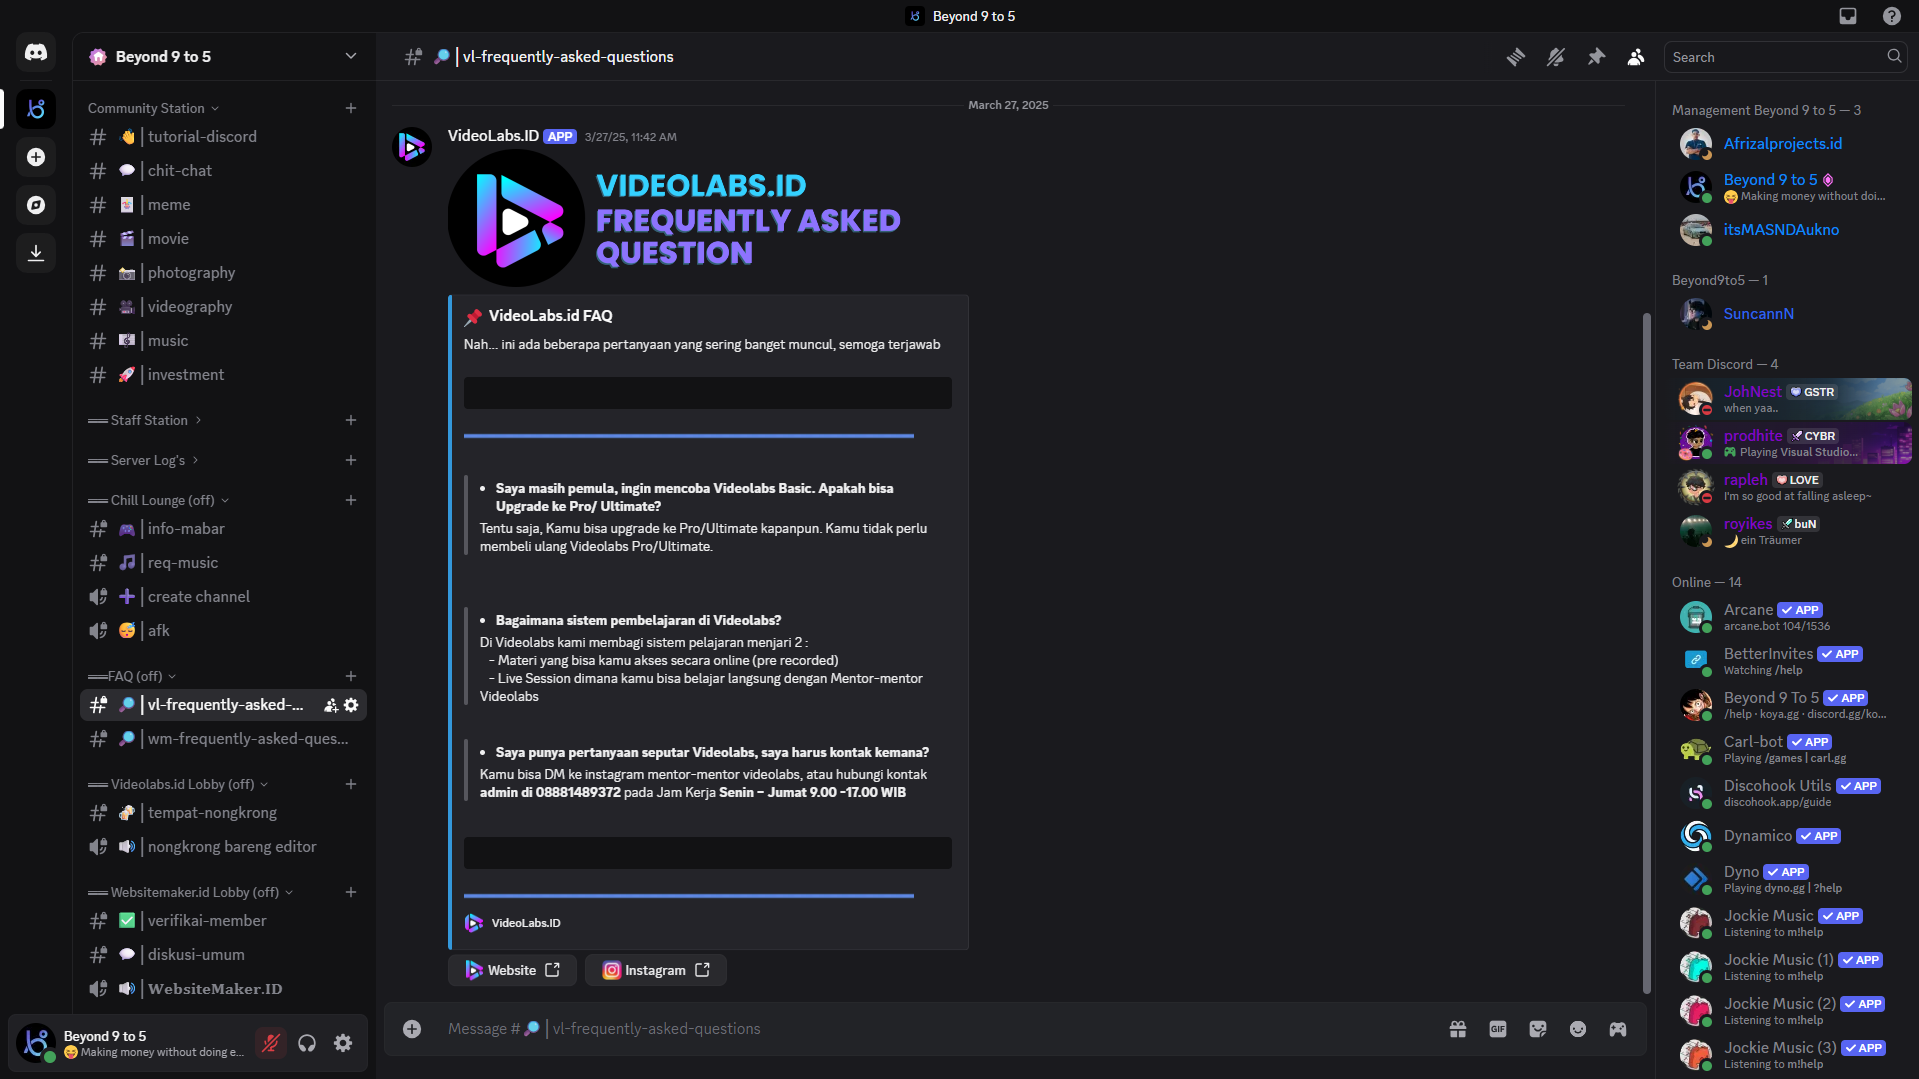 Beyond 9 to 5
Beyond 9 to 5
Community Station
tutorial-discord
chit-chat
meme
movie
photography
videography
music
investment
Staff Station
Server Log's
Chill Lounge (off)
info-mabar
req-music
create channel
afk
FAQ (off)
vl-frequently-asked-...
wm-frequently-asked-ques...
Videolabs.id Lobby (off)
tempat-nongkrong
nongkrong bareng editor
Websitemaker.id Lobby (off)
verifikai-member
diskusi-umum
WebsiteMaker.ID
Beyond 9 to 5
Making money without doing e...
vl-frequently-asked-questions
Search
March 27, 2025
VideoLabs.ID APP 3/27/25, 11:42 AM
VIDEOLABS.ID
FREQUENTLY ASKED
QUESTION
VideoLabs.id FAQ
Nah... ini ada beberapa pertanyaan yang sering banget muncul, semoga terjawab
• Saya masih pemula, ingin mencoba Videolabs Basic. Apakah bisa
Upgrade ke Pro/ Ultimate?
Tentu saja, Kamu bisa upgrade ke Pro/Ultimate kapanpun. Kamu tidak perlu
membeli ulang Videolabs Pro/Ultimate.
• Bagaimana sistem pembelajaran di Videolabs?
Di Videolabs kami membagi sistem pelajaran menjari 2 :
- Materi yang bisa kamu akses secara online (pre recorded)
- Live Session dimana kamu bisa belajar langsung dengan Mentor-mentor
Videolabs
• Saya punya pertanyaan seputar Videolabs, saya harus kontak kemana?
Kamu bisa DM ke instagram mentor-mentor videolabs, atau hubungi kontak
admin di 08881489372 pada Jam Kerja Senin – Jumat 9.00 -17.00 WIB
VideoLabs.ID
Website
Instagram
Message # | vl-frequently-asked-questions
GIF
Management Beyond 9 to 5 — 3
Afrizalprojects.id
Beyond 9 to 5
Making money without doi...
itsMASNDAukno
Beyond9to5 — 1
SuncannN
Team Discord — 4
JohNest GSTR
when yaa..
prodhite CYBR
Playing Visual Studio...
rapleh LOVE
I'm so good at falling asleep~
royikes buN
ein Träumer
Online — 14
Arcane APP
arcane.bot 104/1536
BetterInvites APP
Watching /help
Beyond 9 To 5 APP
/help · koya.gg · discord.gg/ko...
Carl-bot APP
Playing /games | carl.gg
Discohook Utils APP
discohook.app/guide
Dynamico APP
Dyno APP
Playing dyno.gg | ?help
Jockie Music APP
Listening to m!help
Jockie Music (1) APP
Listening to m!help
Jockie Music (2) APP
Listening to m!help
Jockie Music (3) APP
Listening to m!help